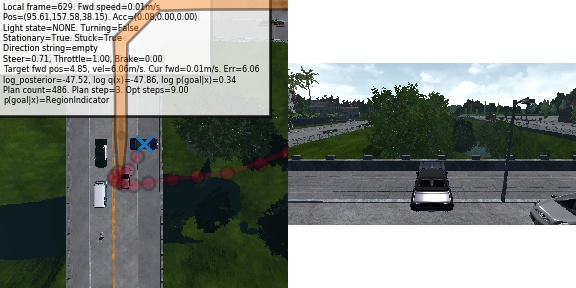 Local frame=629. Fwd speed=0.01m/s
Pos=(95.61,157.58,38.15). Acc=(0.08,0.00,0.00)
Light state=NONE. Turning=False
Stationary=True. Stuck=True
Direction string=empty
Steer=0.71, Throttle=1.00, Brake=0.00
Target fwd pos=4.85, vel=6.06m/s. Cur fwd=0.01m/s. Err=6.06
log_posterior=-47.52, log q(x)=-47.86, log p(goal|x)=0.34
Plan count=486. Plan step=3. Opt steps=9.00
p(goal|x)=RegionIndicator